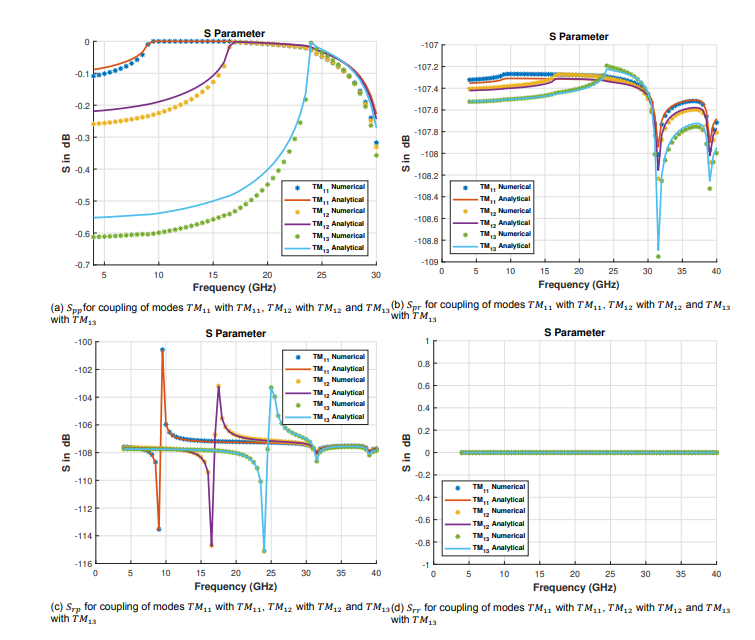 S Parameter
0
-0.1
-0.2
-0.3
-0.4
-0.5
-0.6
-0.7
S in dB
5
10
15
20
25
30
Frequency (GHz)
TM11 Numerical
TM11 Analytical
TM12 Numerical
TM12 Analytical
TM13 Numerical
TM13 Analytical
(a) Spp for coupling of modes TM11 with TM11, TM12 with TM12 and TM13
with TM13
S Parameter
-107
-107.2
-107.4
-107.6
-107.8
-108
-108.2
-108.4
-108.6
-108.8
-109
S in dB
0
5
10
15
20
25
30
35
40
Frequency (GHz)
TM11 Numerical
TM11 Analytical
TM12 Numerical
TM12 Analytical
TM13 Numerical
TM13 Analytical
(b) Spr for coupling of modes TM11 with TM11, TM12 with TM12 and TM13
with TM13
S Parameter
-100
-102
-104
-106
-108
-110
-112
-114
-116
S in dB
0
5
10
15
20
25
30
35
40
Frequency (GHz)
TM11 Numerical
TM11 Analytical
TM12 Numerical
TM12 Analytical
TM13 Numerical
TM13 Analytical
(c) Srp for coupling of modes TM11 with TM11, TM12 with TM12 and TM13
with TM13
S Parameter
1
0.8
0.6
0.4
0.2
0
-0.2
-0.4
-0.6
-0.8
-1
S in dB
0
5
10
15
20
25
30
35
40
Frequency (GHz)
TM11 Numerical
TM11 Analytical
TM12 Numerical
TM12 Analytical
TM13 Numerical
TM13 Analytical
(d) Srr for coupling of modes TM11 with TM11, TM12 with TM12 and TM13
with TM13